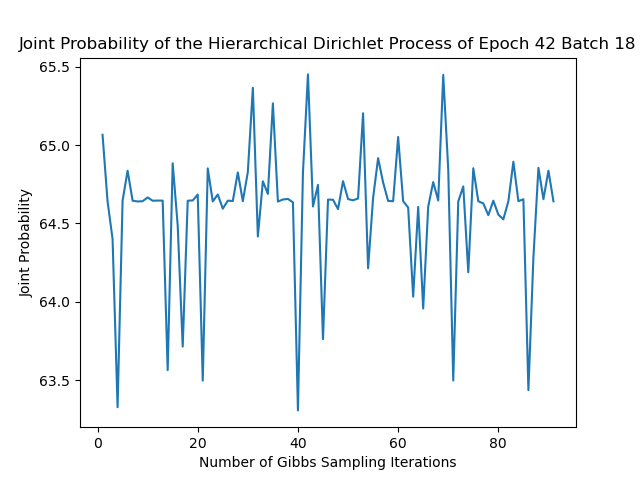 Joint Probability of the Hierarchical Dirichlet Process of Epoch 42 Batch 18
65.5
65.0
64.5
64.0
63.5
Joint Probability
0 20 40 60 80
Number of Gibbs Sampling Iterations